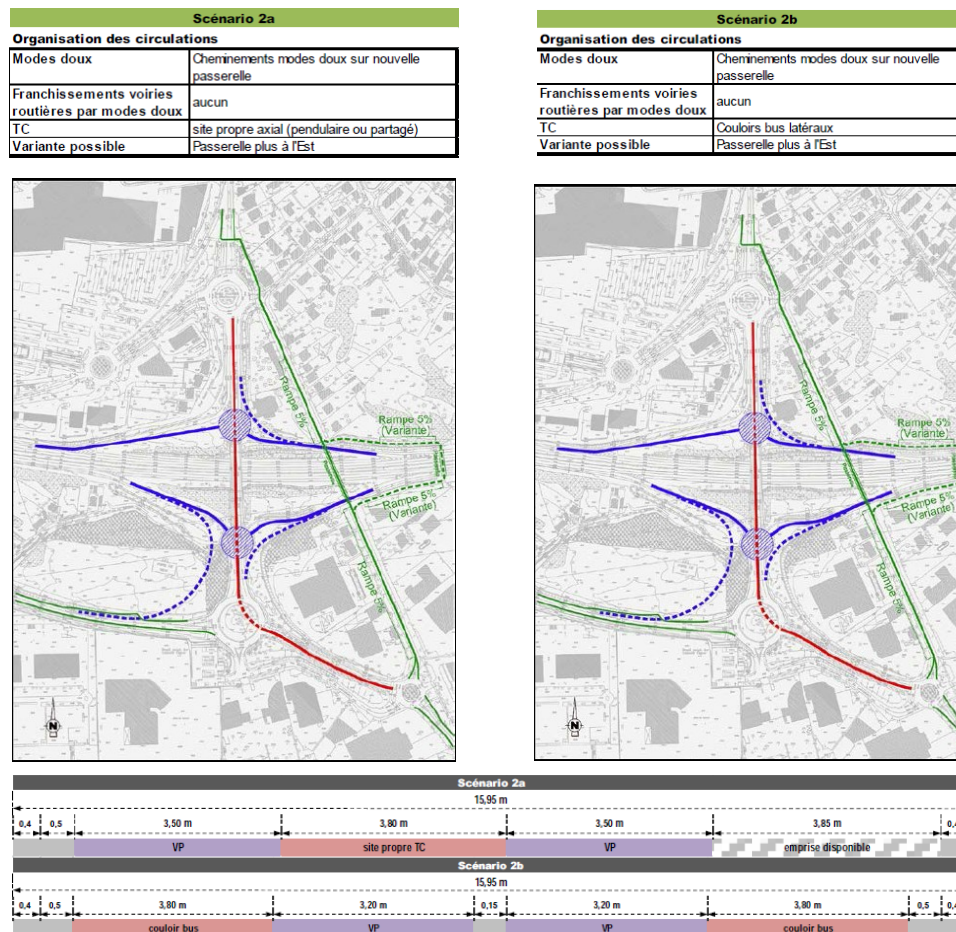 Scénario 2a
Organisation des circulations
Modes doux
Cheminements modes doux sur nouvelle
passerelle
Franchissements voiries
routières par modes doux
aucun
TC
site propre axial (pendulaire ou partagé)
Variante possible
Passerelle plus à l'Est
Scénario 2b
Organisation des circulations
Modes doux
Cheminements modes doux sur nouvelle
passerelle
Franchissements voiries
routières par modes doux
aucun
TC
Couloirs bus latéraux
Variante possible
Passerelle plus à l'Est
Rampe 5%
Rampe 5%
(Variante)
Rampe 5%
(Variante)
Rampe 5%
N
Rampe 5%
Rampe 5%
(Variante)
Rampe 5%
(Variante)
Rampe 5%
N
Scénario 2a
15,95 m
0,4 0,5 3,50 m 3,80 m 3,50 m 3,85 m
VP site propre TC VP emprise disponible
Scénario 2b
15,95 m
0,4 0,5 3,80 m 3,20 m 0,15 3,20 m 3,80 m 0,5
couloir bus VP VP couloir bus